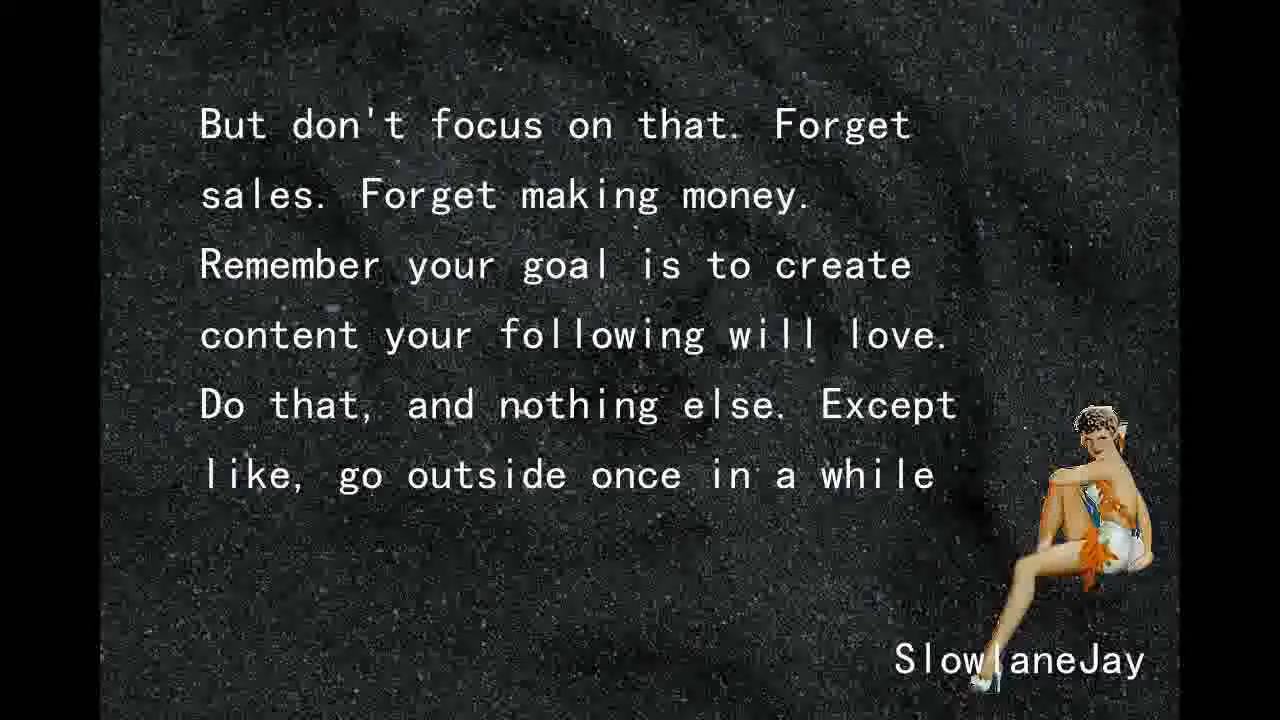 But don't focus on that. Forget
sales. Forget making money.
Remember your goal is to create
content your following will love.
Do that, and nothing else. Except
like, go outside once in a while
SlowlaneJay